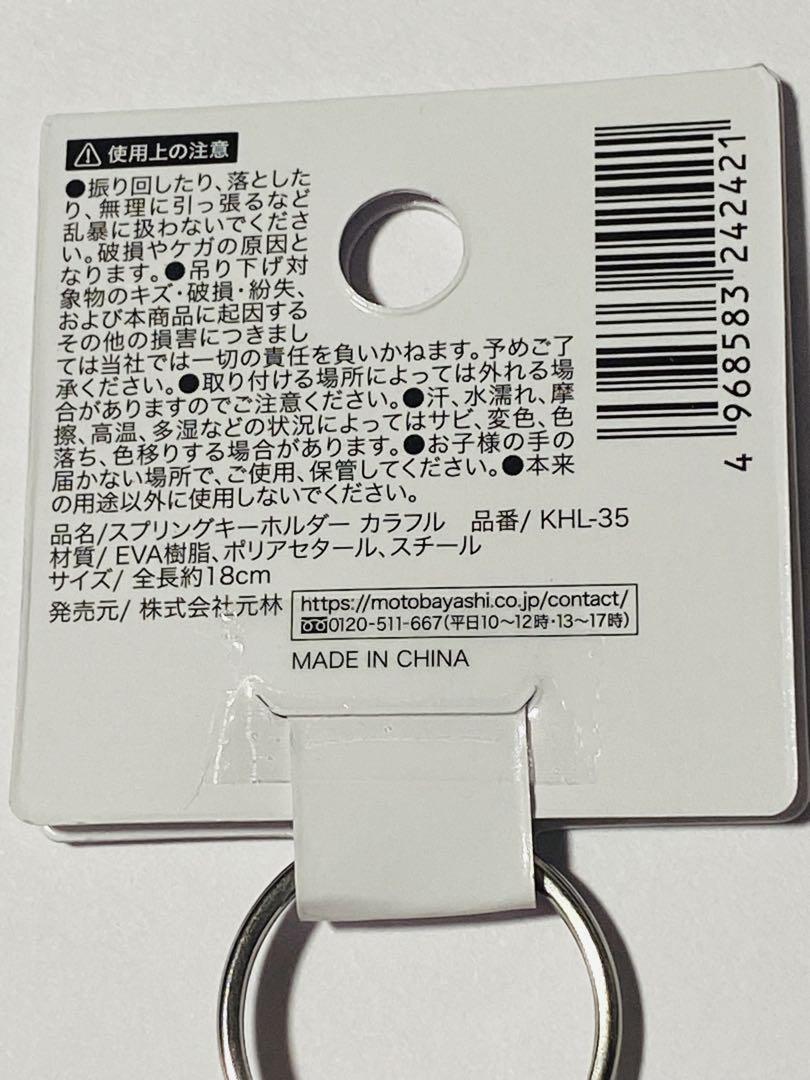 使用上の注意
●振り回したり、落とした
り、無理に引っ張るなど
乱暴に扱わないでくださ
い。破損やケガの原因と
なります。●吊り下げ対
象物のキズ・破損・紛失、
および本商品に起因する
その他の損害につきまし
ては当社では一切の責任を負いかねます。予めご了
承ください。●取り付ける場所によっては外れる場
合がありますのでご注意ください。●汗、水濡れ、摩
擦、高温、多湿などの状況によってはサビ、変色、色
落ち、色移りする場合があります。●お子様の手の
届かない場所で、ご使用、保管してください。●本来
の用途以外に使用しないでください。
品名/スプリングキーホルダー カラフル 品番/ KHL-35
材質/ EVA樹脂、ポリアセタール、スチール
サイズ/ 全長約18cm
発売元/ 株式会社元林
https://motobayashi.co.jp/contact/
0120-511-667(平日10〜12時・13〜17時)
MADE IN CHINA
4 968583 242421